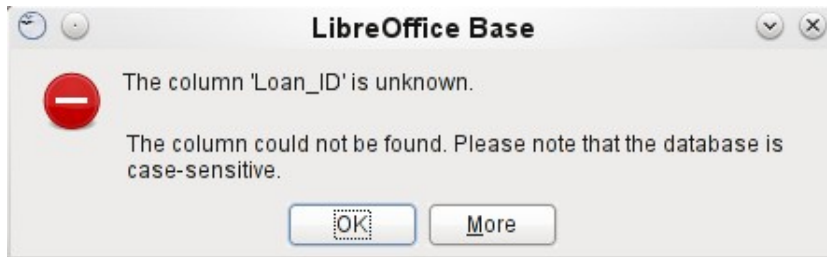 LibreOffice Base
The column 'Loan_ID' is unknown.
The column could not be found. Please note that the database is
case-sensitive.
OK
More